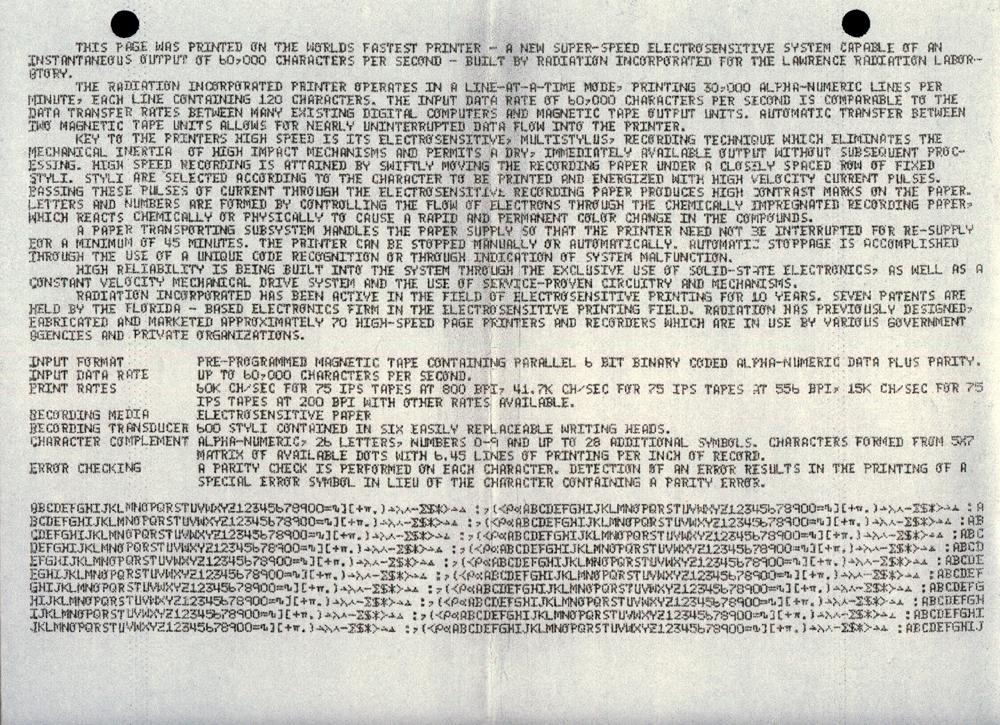 THIS PAGE WAS PRINTED ON THE WORLDS FASTEST PRINTER - A NEW SUPER-SPEED ELECTROSENSITIVE SYSTEM CAPABLE OF AN
INSTANTANEOUS OUTPUT OF 60,000 CHARACTERS PER SECOND - BUILT BY RADIATION INCORPORATED FOR THE LAWRENCE RADIATION LABOR-
ATORY.
THE RADIATION INCORPORATED PRINTER OPERATES IN A LINE-AT-A-TIME MODE, PRINTING 30,000 ALPHA-NUMERIC LINES PER
MINUTE, EACH LINE CONTAINING 120 CHARACTERS. THE INPUT DATA RATE OF 60,000 CHARACTERS PER SECOND IS COMPARABLE TO THE
DATA TRANSFER RATES BETWEEN MANY EXISTING DIGITAL COMPUTERS AND MAGNETIC TAPE OUTPUT UNITS. AUTOMATIC TRANSFER BETWEEN
TWO MAGNETIC TAPE UNITS ALLOWS FOR NEARLY UNINTERRUPTED DATA FLOW INTO THE PRINTER.
KEY TO THE PRINTERS HIGH SPEED IS ITS ELECTROSENSITIVE, MULTISTYLUS, RECORDING TECHNIQUE WHICH ELIMINATES THE
MECHANICAL INERTIA OF HIGH IMPACT MECHANISMS AND PERMITS A DRY, IMMEDIATELY AVAILABLE OUTPUT WITHOUT SUBSEQUENT PROC-
ESSING. HIGH SPEED RECORDING IS ATTAINED BY SWIFTLY MOVING THE RECORDING PAPER UNDER A CLOSELY SPACED ROW OF FIXED
STYLI. STYLI ARE SELECTED ACCORDING TO THE CHARACTER TO BE PRINTED AND ENERGIZED WITH HIGH VELOCITY CURRENT PULSES.
PASSING THESE PULSES OF CURRENT THROUGH THE ELECTROSENSITIVE RECORDING PAPER PRODUCES HIGH CONTRAST MARKS ON THE PAPER.
LETTERS AND NUMBERS ARE FORMED BY CONTROLLING THE FLOW OF ELECTRONS THROUGH THE CHEMICALLY IMPREGNATED RECORDING PAPER,
WHICH REACTS CHEMICALLY OR PHYSICALLY TO CAUSE A RAPID AND PERMANENT COLOR CHANGE IN THE COMPOUNDS.
A PAPER TRANSPORTING SUBSYSTEM HANDLES THE PAPER SUPPLY SO THAT THE PRINTER NEED NOT BE INTERRUPTED FOR RE-SUPPLY
FOR A MINIMUM OF 45 MINUTES. THE PRINTER CAN BE STOPPED MANUALLY OR AUTOMATICALLY. AUTOMATIC STOPPAGE IS ACCOMPLISHED
THROUGH THE USE OF A UNIQUE CODE RECOGNITION OR THROUGH INDICATION OF SYSTEM MALFUNCTION.
HIGH RELIABILITY IS BEING BUILT INTO THE SYSTEM THROUGH THE EXCLUSIVE USE OF SOLID-STATE ELECTRONICS, AS WELL AS A
CONSTANT VELOCITY MECHANICAL DRIVE SYSTEM AND THE USE OF SERVICE-PROVEN CIRCUITRY AND MECHANISMS.
RADIATION INCORPORATED HAS BEEN ACTIVE IN THE FIELD OF ELECTROSENSITIVE PRINTING FOR 10 YEARS. SEVEN PATENTS ARE
HELD BY THE FLORIDA - BASED ELECTRONICS FIRM IN THE ELECTROSENSITIVE PRINTING FIELD. RADIATION HAS PREVIOUSLY DESIGNED,
FABRICATED AND MARKETED APPROXIMATELY 70 HIGH-SPEED PAGE PRINTERS AND RECORDERS WHICH ARE IN USE BY VARIOUS GOVERNMENT
AGENCIES AND PRIVATE ORGANIZATIONS.
INPUT FORMAT PRE-PROGRAMMED MAGNETIC TAPE CONTAINING PARALLEL 6 BIT BINARY CODED ALPHA-NUMERIC DATA PLUS PARITY.
INPUT DATA RATE UP TO 60,000 CHARACTERS PER SECOND.
PRINT RATES 60K CH/SEC FOR 75 IPS TAPES AT 800 BPI, 41.7K CH/SEC FOR 75 IPS TAPES AT 556 BPI, 15K CH/SEC FOR 75
IPS TAPES AT 200 BPI WITH OTHER RATES AVAILABLE.
RECORDING MEDIA ELECTROSENSITIVE PAPER
RECORDING TRANSDUCER 600 STYLI CONTAINED IN SIX EASILY REPLACEABLE WRITING HEADS.
CHARACTER COMPLEMENT ALPHA-NUMERIC, 26 LETTERS, NUMBERS 0-9 AND UP TO 28 ADDITIONAL SYMBOLS. CHARACTERS FORMED FROM 5X7
MATRIX OF AVAILABLE DOTS WITH 6.45 LINES OF PRINTING PER INCH OF RECORD.
ERROR CHECKING A PARITY CHECK IS PERFORMED ON EACH CHARACTER. DETECTION OF AN ERROR RESULTS IN THE PRINTING OF A
SPECIAL ERROR SYMBOL IN LIEU OF THE CHARACTER CONTAINING A PARITY ERROR.
ABCDEFGHIJKLMNOPQRSTUVWXYZ1234567890 ABCDEFGHIJKLMNOPQRSTUVWXYZ1234567890 :A
BCDEFGHIJKLMNOPQRSTUVWXYZ1234567890 ABCDEFGHIJKLMNOPQRSTUVWXYZ1234567890 :AB
CDEFGHIJKLMNOPQRSTUVWXYZ1234567890 ABCDEFGHIJKLMNOPQRSTUVWXYZ1234567890 :ABC
DEFGHIJKLMNOPQRSTUVWXYZ1234567890 ABCDEFGHIJKLMNOPQRSTUVWXYZ1234567890 :ABCD
EFGHIJKLMNOPQRSTUVWXYZ1234567890 ABCDEFGHIJKLMNOPQRSTUVWXYZ1234567890 :ABCDE
FGHIJKLMNOPQRSTUVWXYZ1234567890 ABCDEFGHIJKLMNOPQRSTUVWXYZ1234567890 :ABCDEF
GHIJKLMNOPQRSTUVWXYZ1234567890 ABCDEFGHIJKLMNOPQRSTUVWXYZ1234567890 :ABCDEFG
HIJKLMNOPQRSTUVWXYZ1234567890 ABCDEFGHIJKLMNOPQRSTUVWXYZ1234567890 :ABCDEFGH
IJKLMNOPQRSTUVWXYZ1234567890 ABCDEFGHIJKLMNOPQRSTUVWXYZ1234567890 :ABCDEFGHI
JKLMNOPQRSTUVWXYZ1234567890 ABCDEFGHIJKLMNOPQRSTUVWXYZ1234567890 :ABCDEFGHIJ